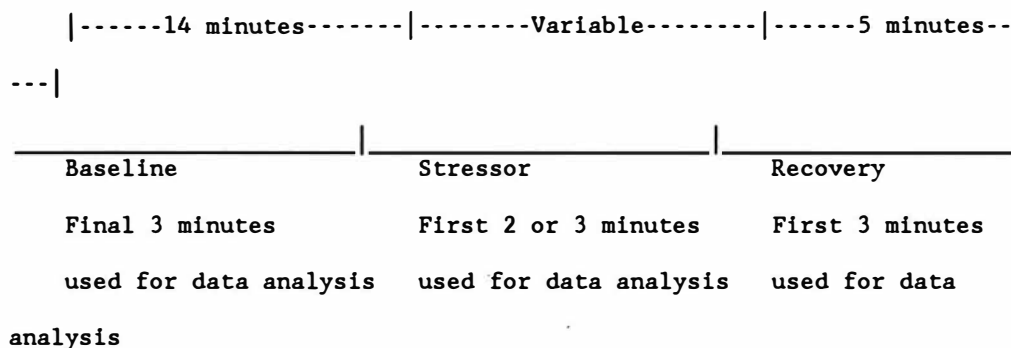 |------14 minutes-------|--------Variable--------|------5 minutes--
---|
Baseline Stressor Recovery
Final 3 minutes First 2 or 3 minutes First 3 minutes
used for data analysis used for data analysis used for data
analysis